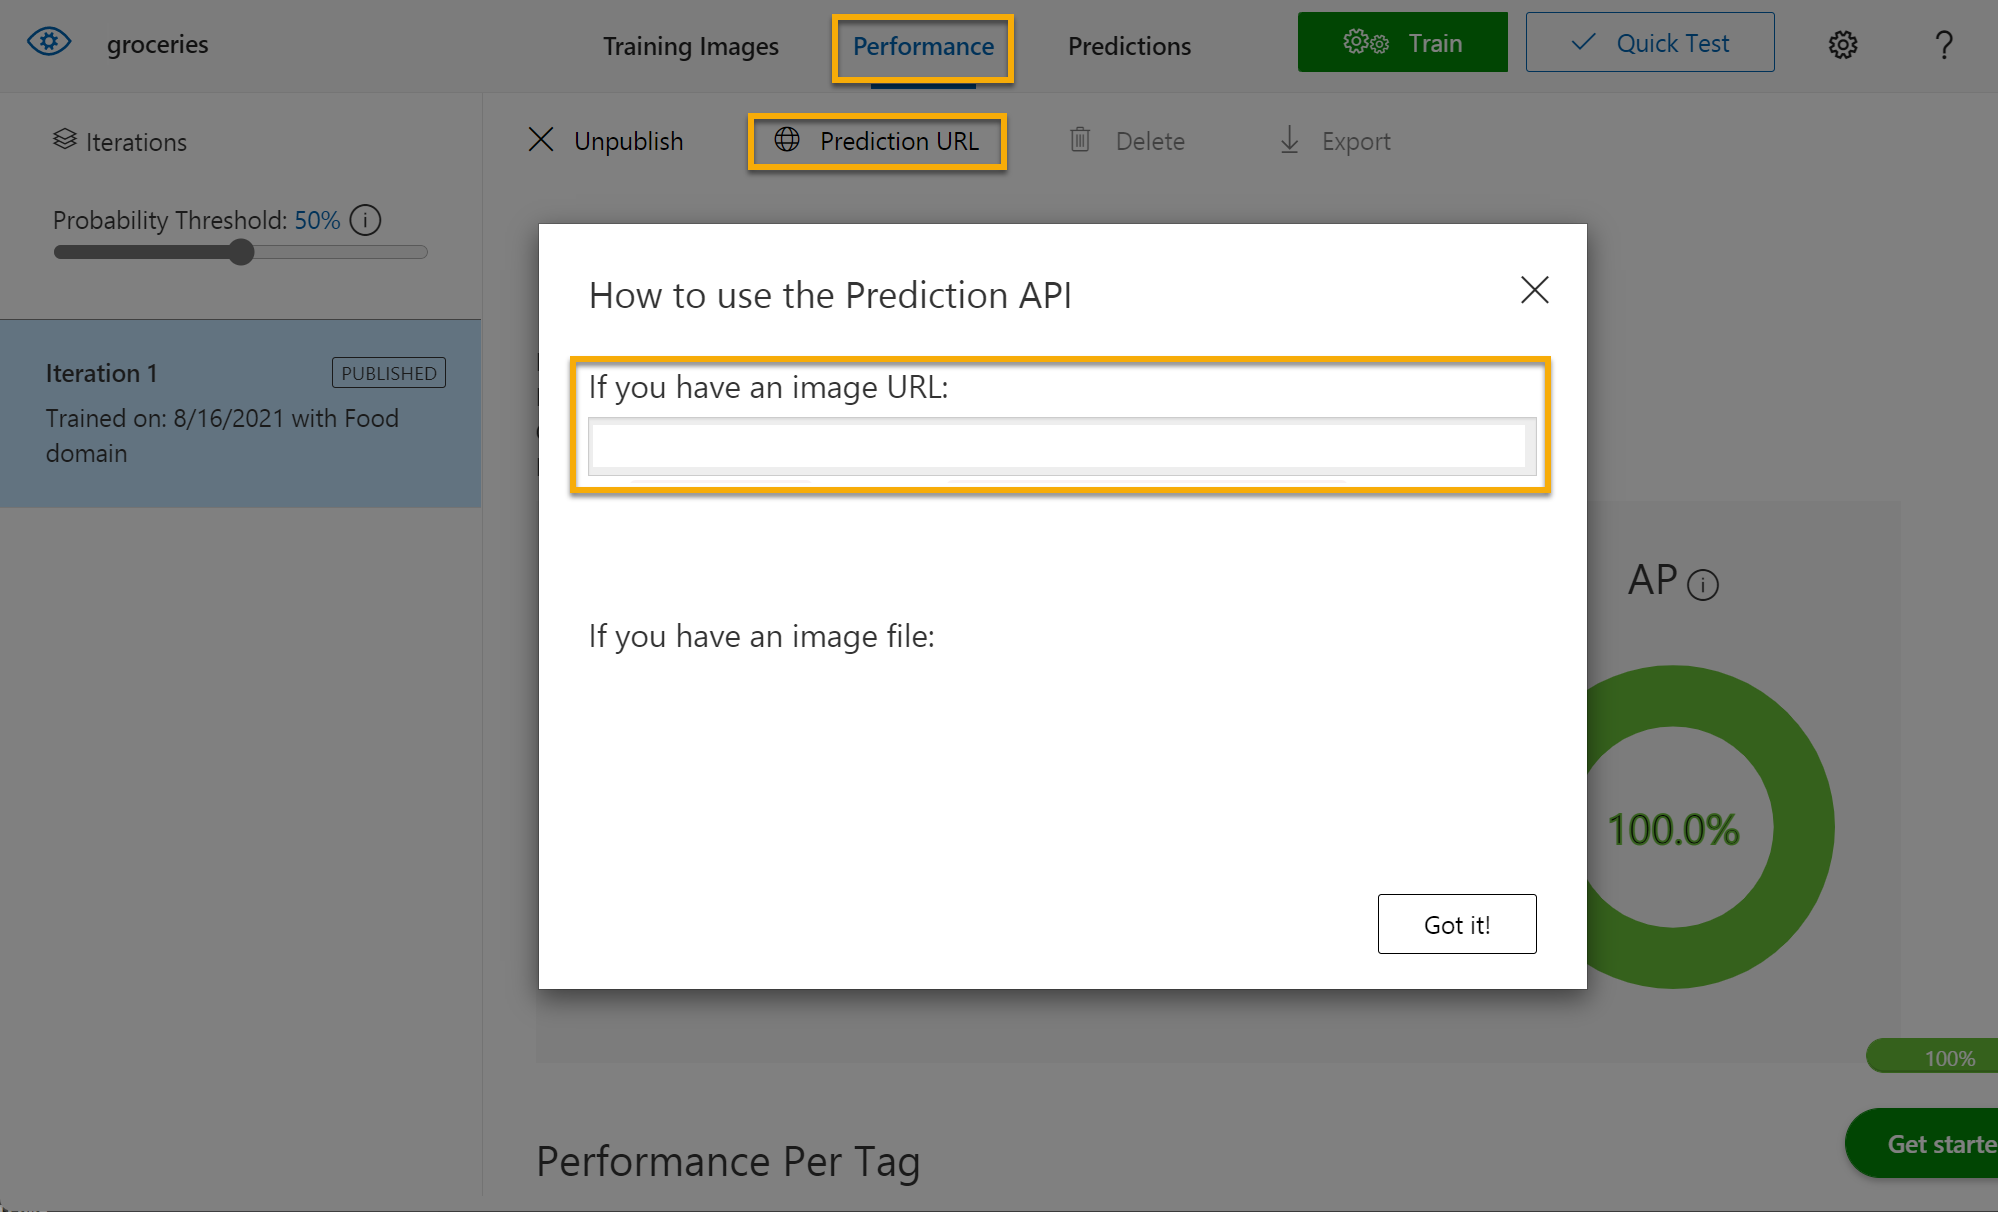 groceries
Training Images
Performance
Predictions
Train
Quick Test
?
Iterations
Unpublish
Prediction URL
Delete
Export
Probability Threshold: 50%
How to use the Prediction API
Iteration 1
PUBLISHED
Trained on: 8/16/2021 with Food
domain
If you have an image URL:
AP
If you have an image file:
100.0%
Got it!
100%
Get starte
Performance Per Tag